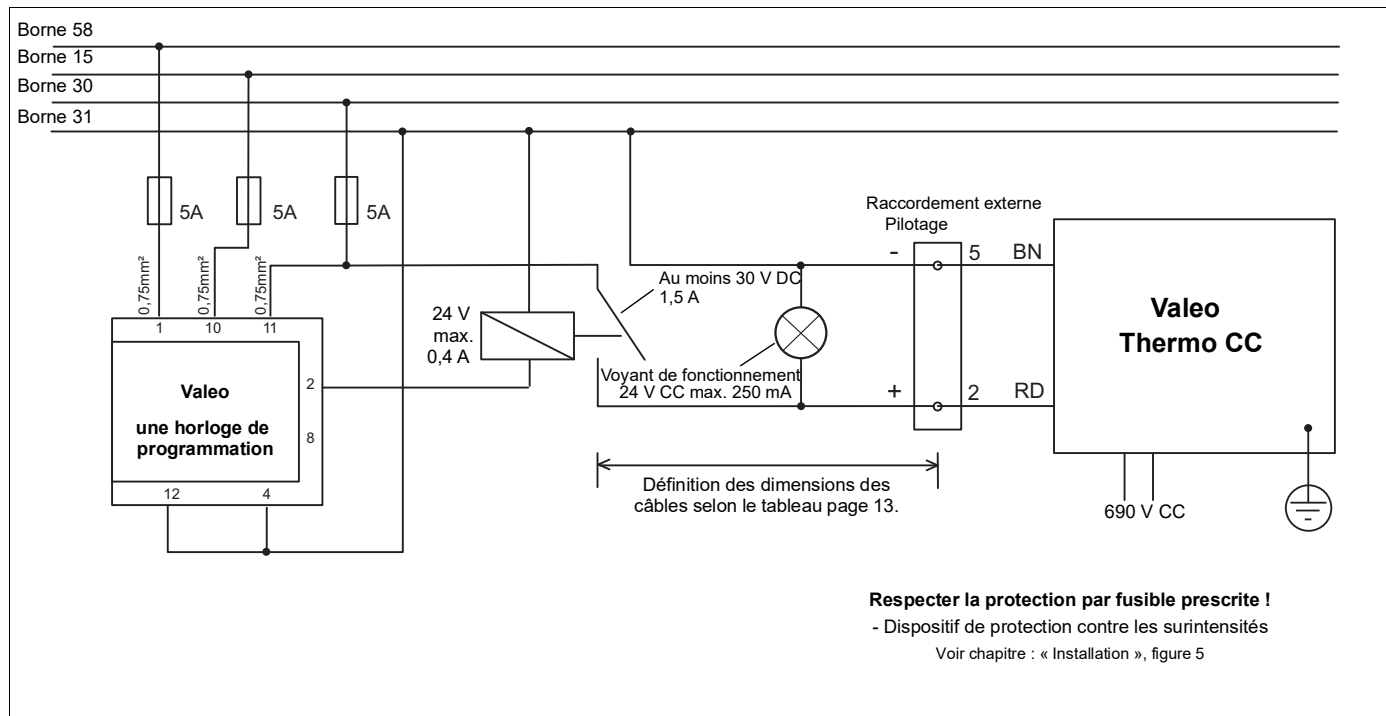 Borne 58
Borne 15
Borne 30
Borne 31
5A
5A
5A
0,75mm²
0,75mm²
0,75mm²
1
10
11
2
8
12
4
Valeo
une horloge de
programmation
24 V
max.
0,4 A
Au moins 30 V DC
1,5 A
Voyant de fonctionnement
24 V CC max. 250 mA
Raccordement externe
Pilotage
-
5
BN
+
2
RD
Valeo
Thermo CC
690 V CC
Définition des dimensions des
câbles selon le tableau page 13.
Respecter la protection par fusible prescrite !
- Dispositif de protection contre les surintensités
Voir chapitre : « Installation », figure 5